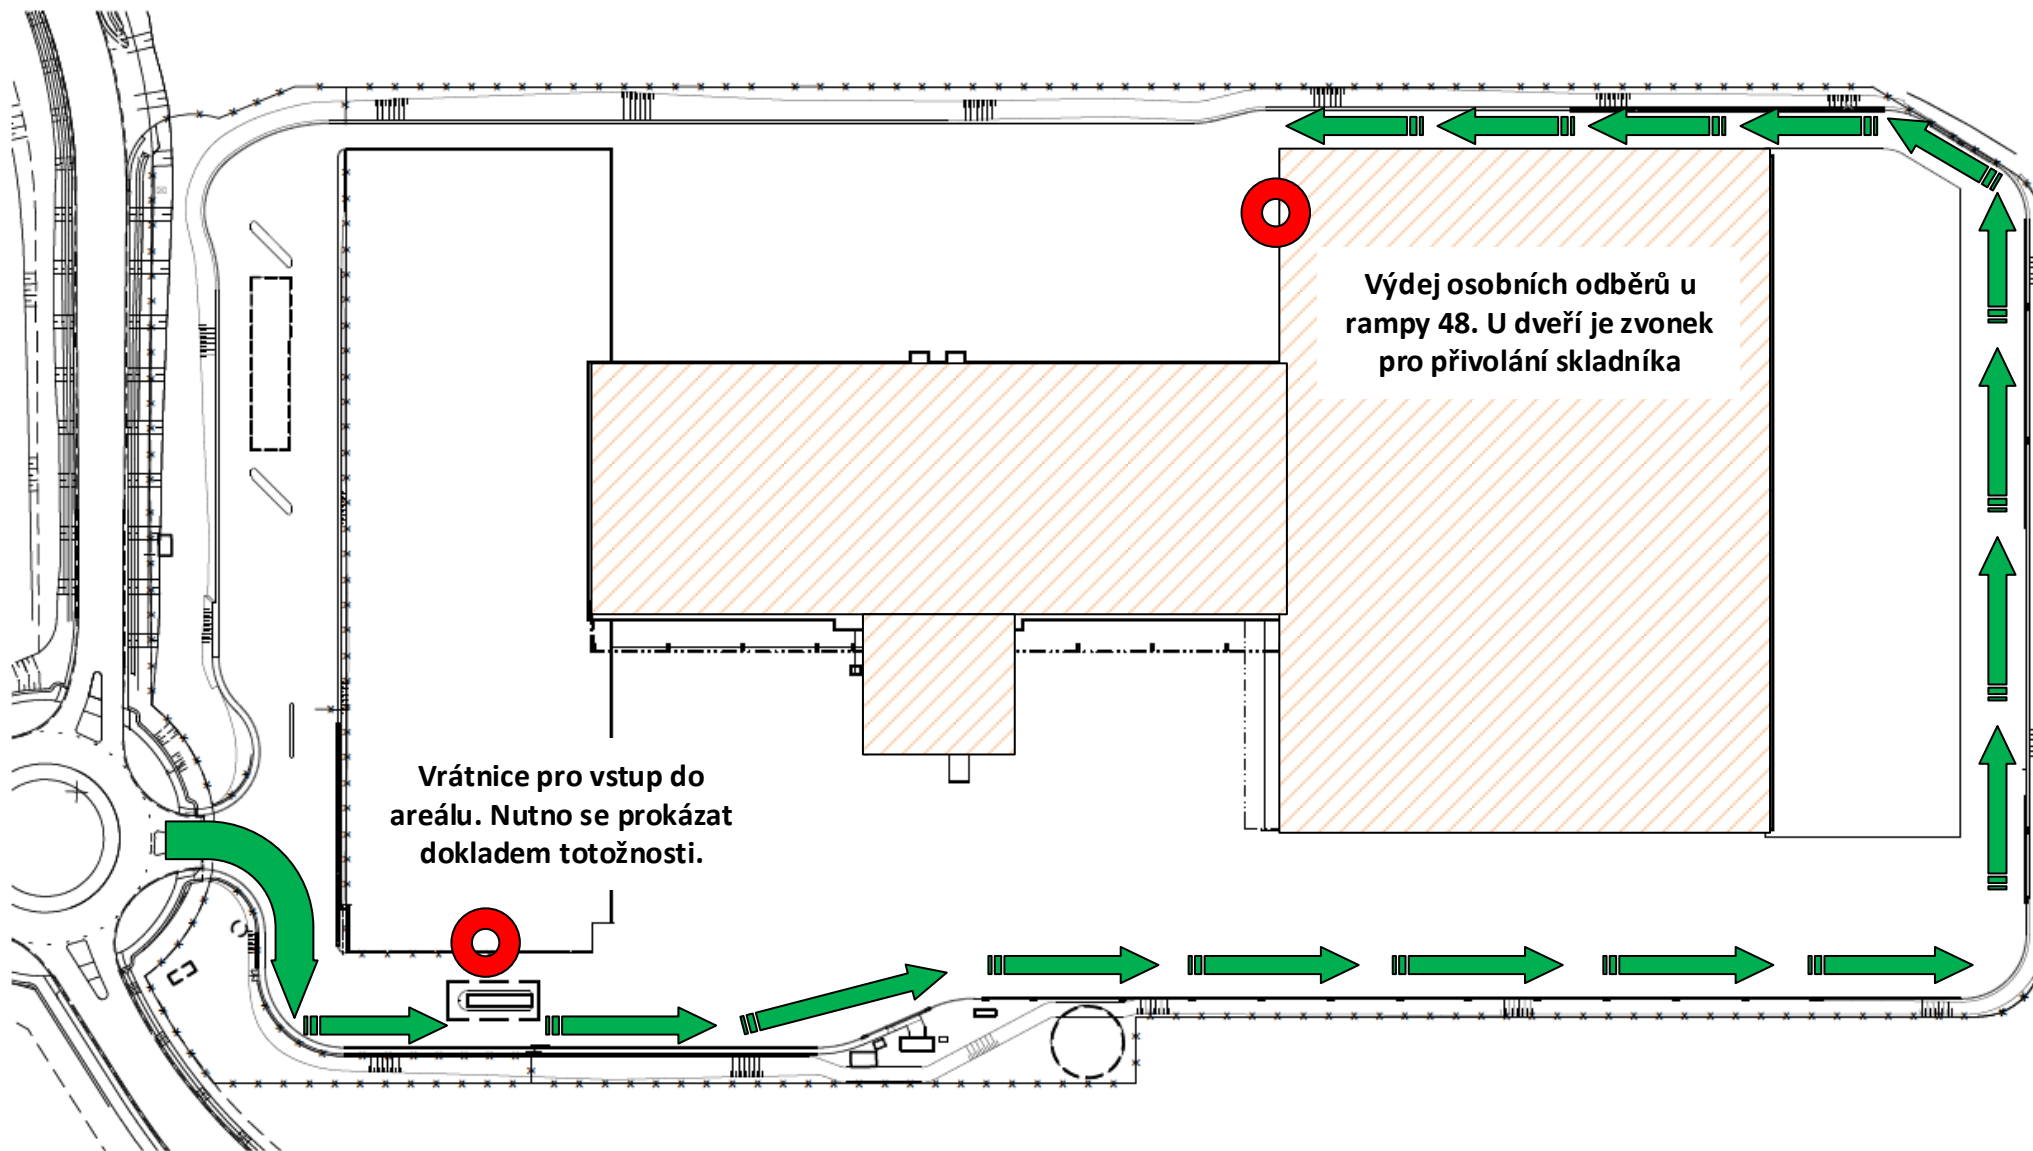 Výdej osobních odběrů u
rampy 48. U dveří je zvonek
pro přivolání skladníka
Vrátnice pro vstup do
areálu. Nutno se prokázat
dokladem totožnosti.